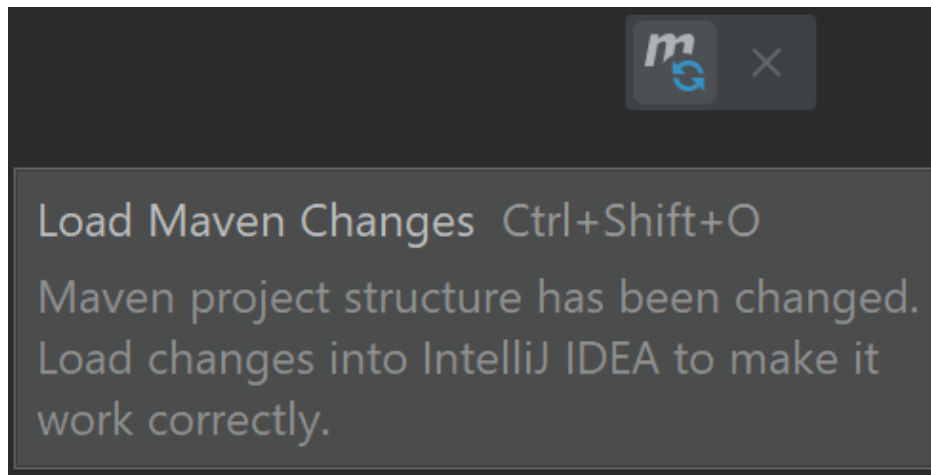 m
Load Maven Changes Ctrl+Shift+O
Maven project structure has been changed.
Load changes into IntelliJ IDEA to make it
work correctly.